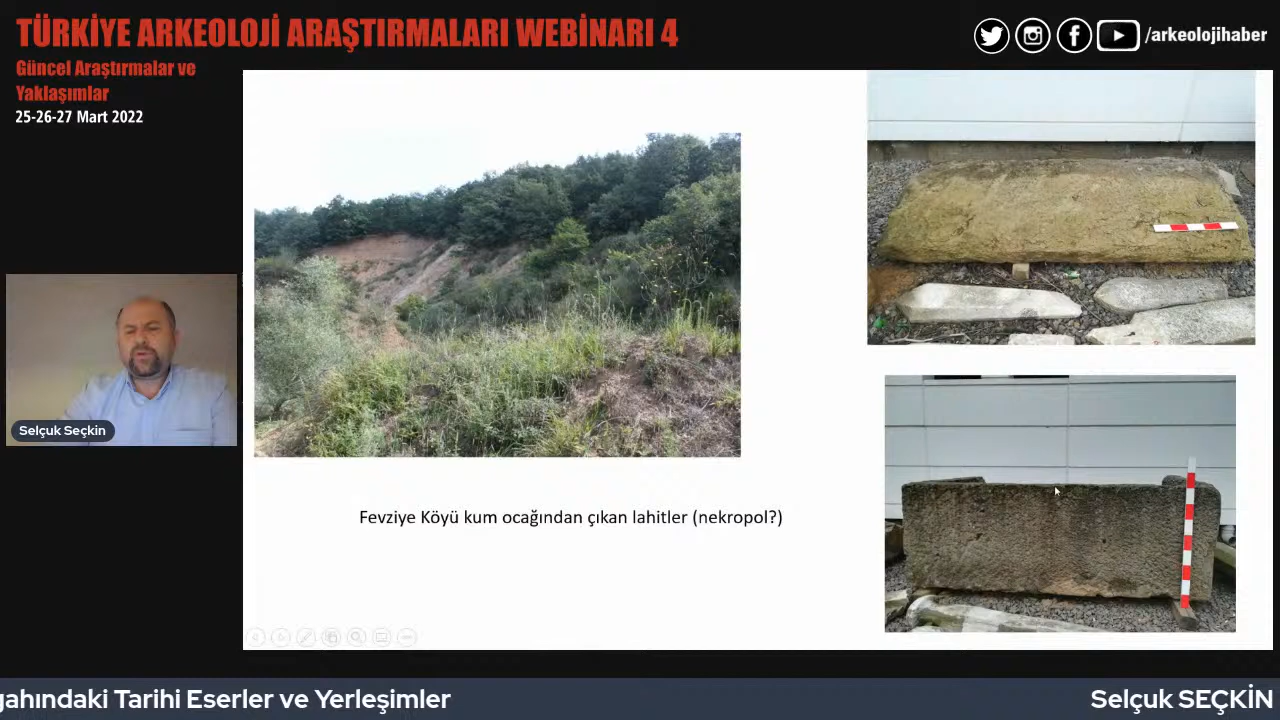 TÜRKİYE ARKEOLOJİ ARAŞTIRMALARI WEBİNARI 4
/arkeolojihaber
Güncel Araştırmalar ve
Yaklaşımlar
25-26-27 Mart 2022
Selçuk Seçkin
Fevziye Köyü kum ocağından çıkan lahitler (nekropol?)
gahındaki Tarihi Eserler ve Yerleşimler
Selçuk SEÇKİN